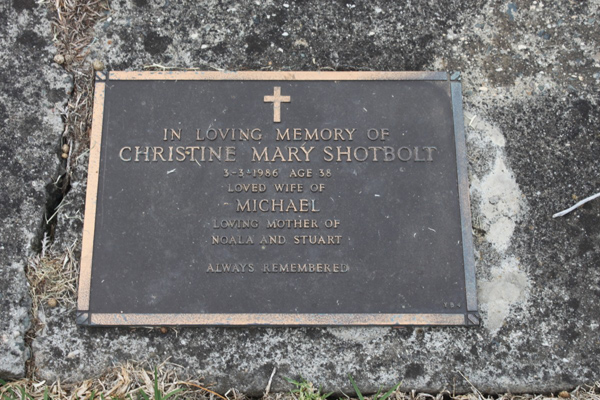 IN LOVING MEMORY OF
CHRISTINE MARY SHOTBOLT
3-3-1986 AGE 38
LOVED WIFE OF
MICHAEL
LOVING MOTHER OF
NOALA AND STUART
ALWAYS REMEMBERED